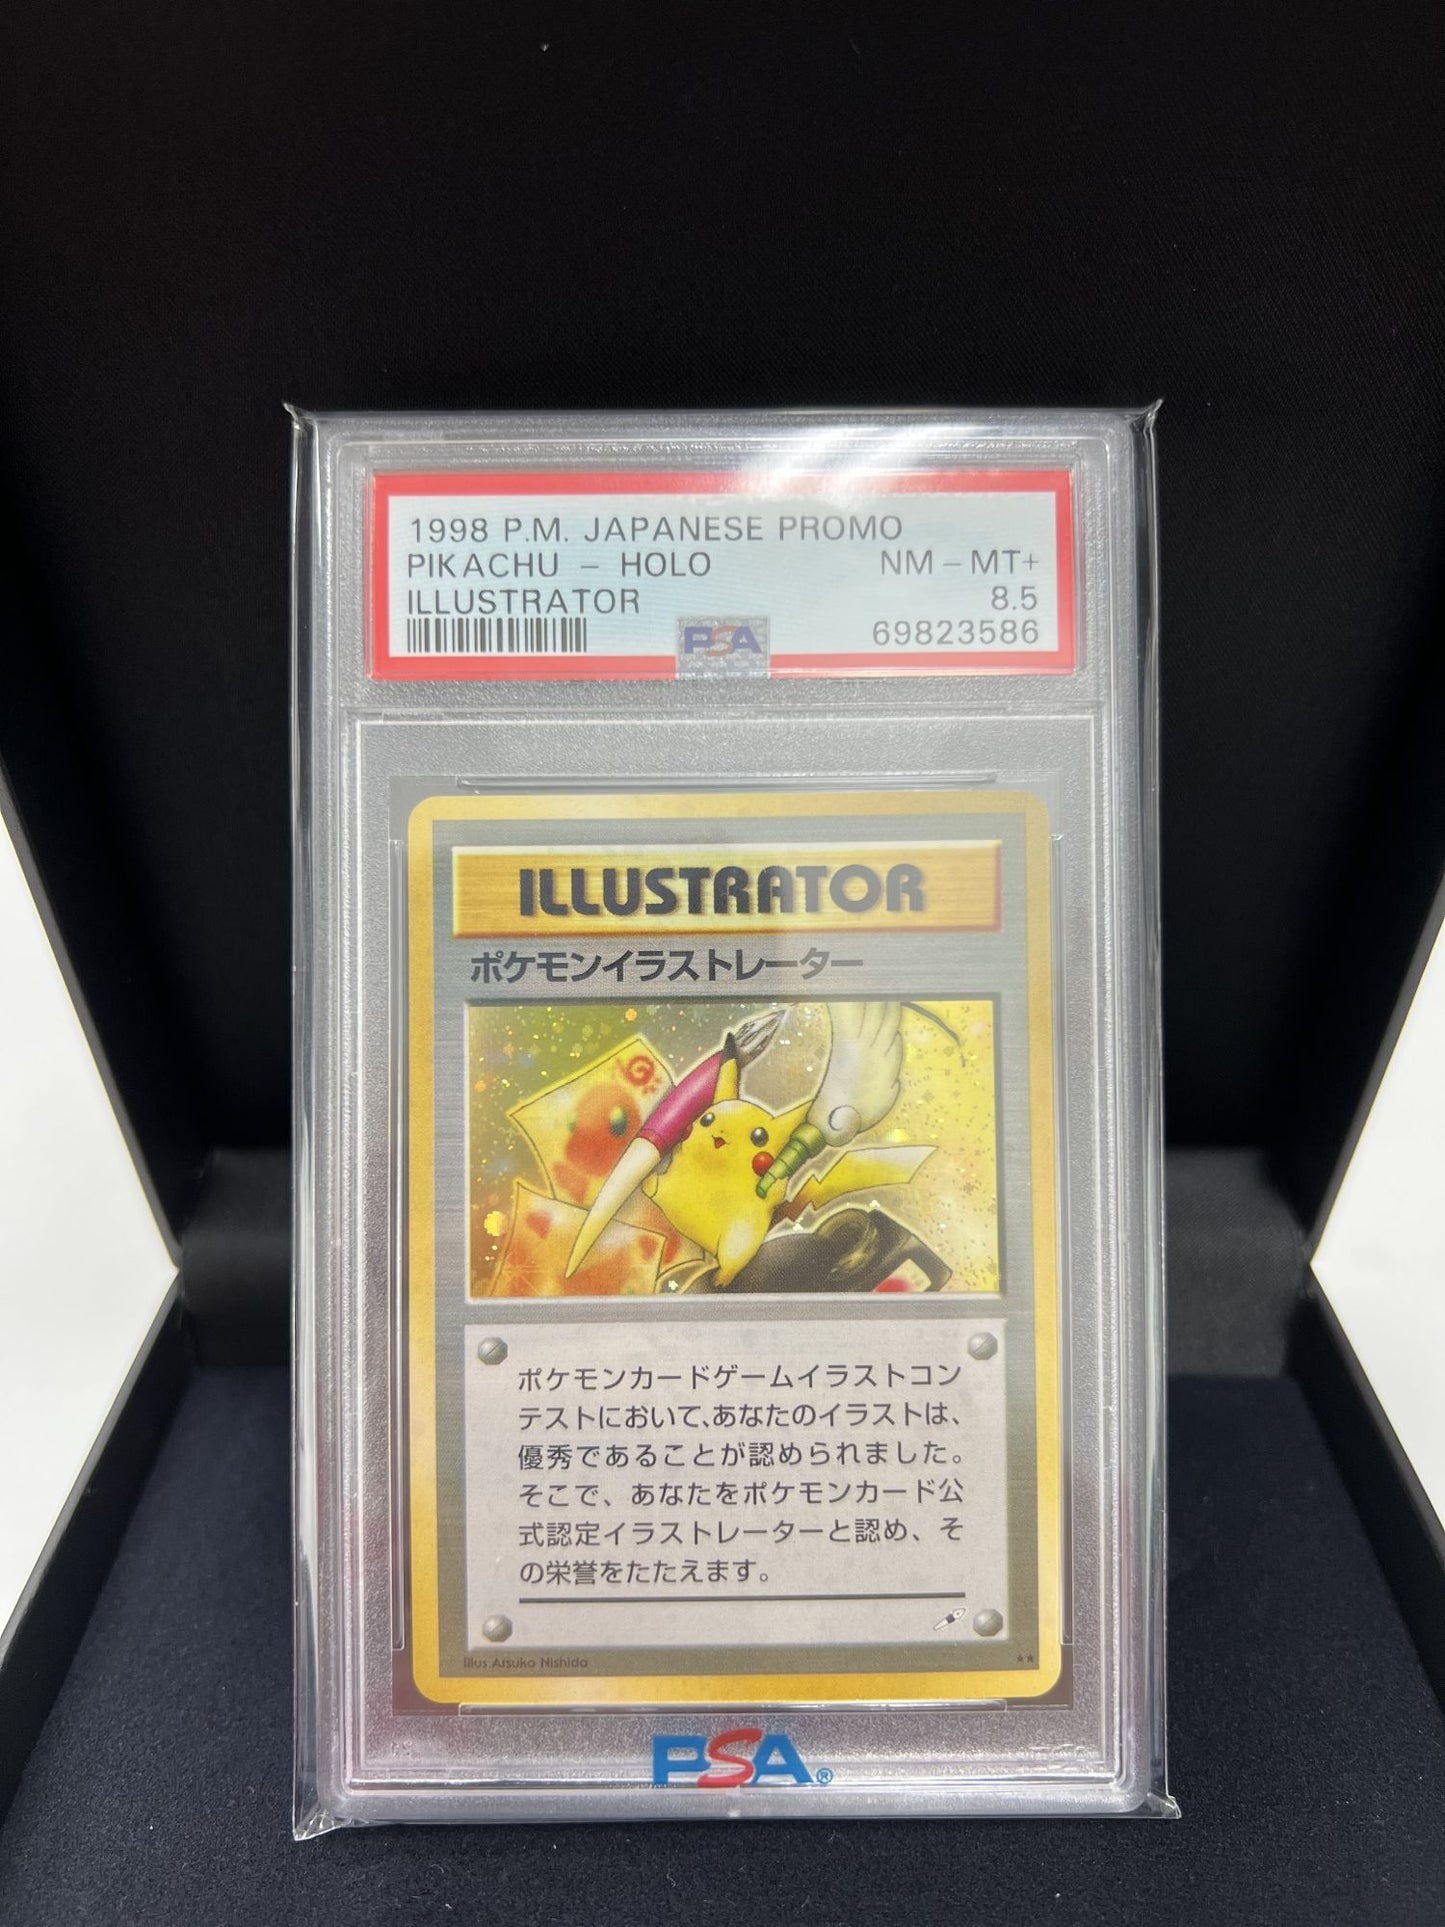 1998 P.M. JAPANESE PROMO
PIKACHU – HOLO NM – MT+
ILLUSTRATOR 8.5
PSA 69823586
ILLUSTRATOR
ポケモンイラストレーター
ポケモンカードゲームイラストコン
テストにおいて、あなたのイラストは、
優秀であることが認められました。
そこで、あなたをポケモンカード公
式認定イラストレーターと認め、そ
の栄誉をたたえます。
Illus. Atsuko Nishida ★★
PSA®